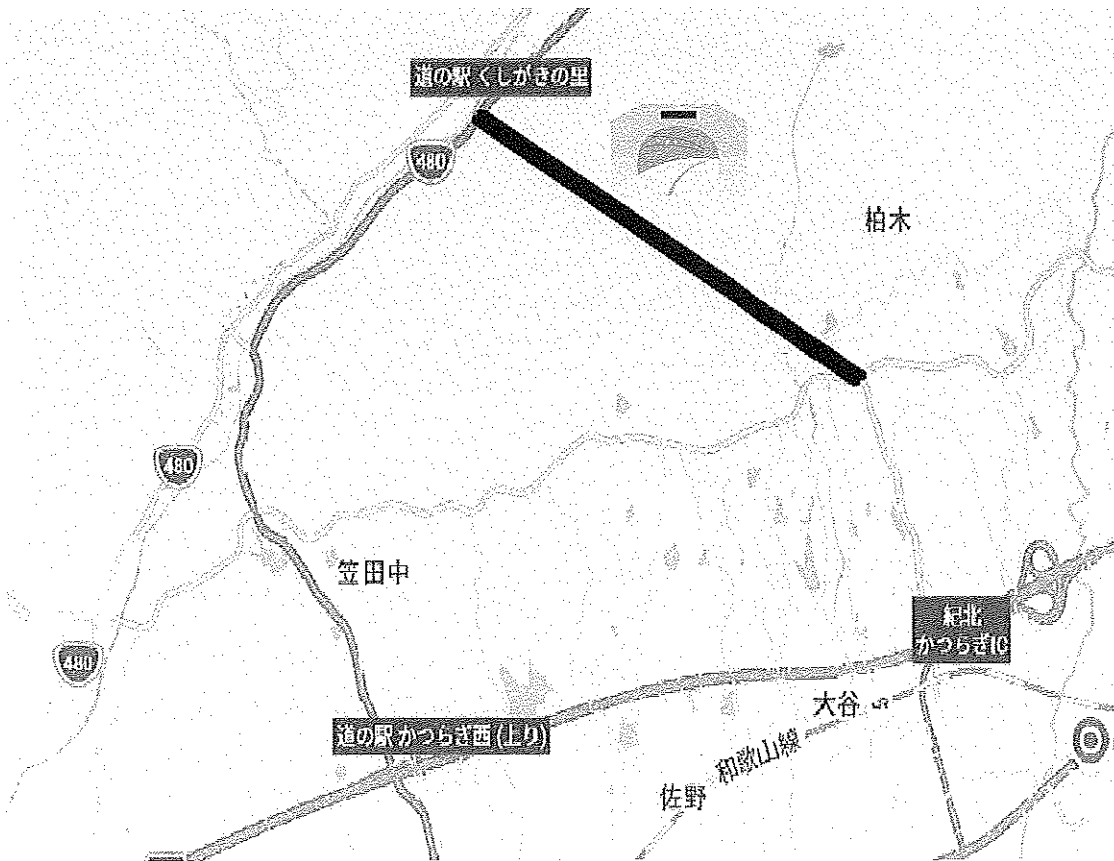 道の駅 くしがきの里
480
柏木
480
笠田中
紀北
かつらぎIC
480
大谷
道の駅 かつらぎ西 (上り)
和歌山線
佐野